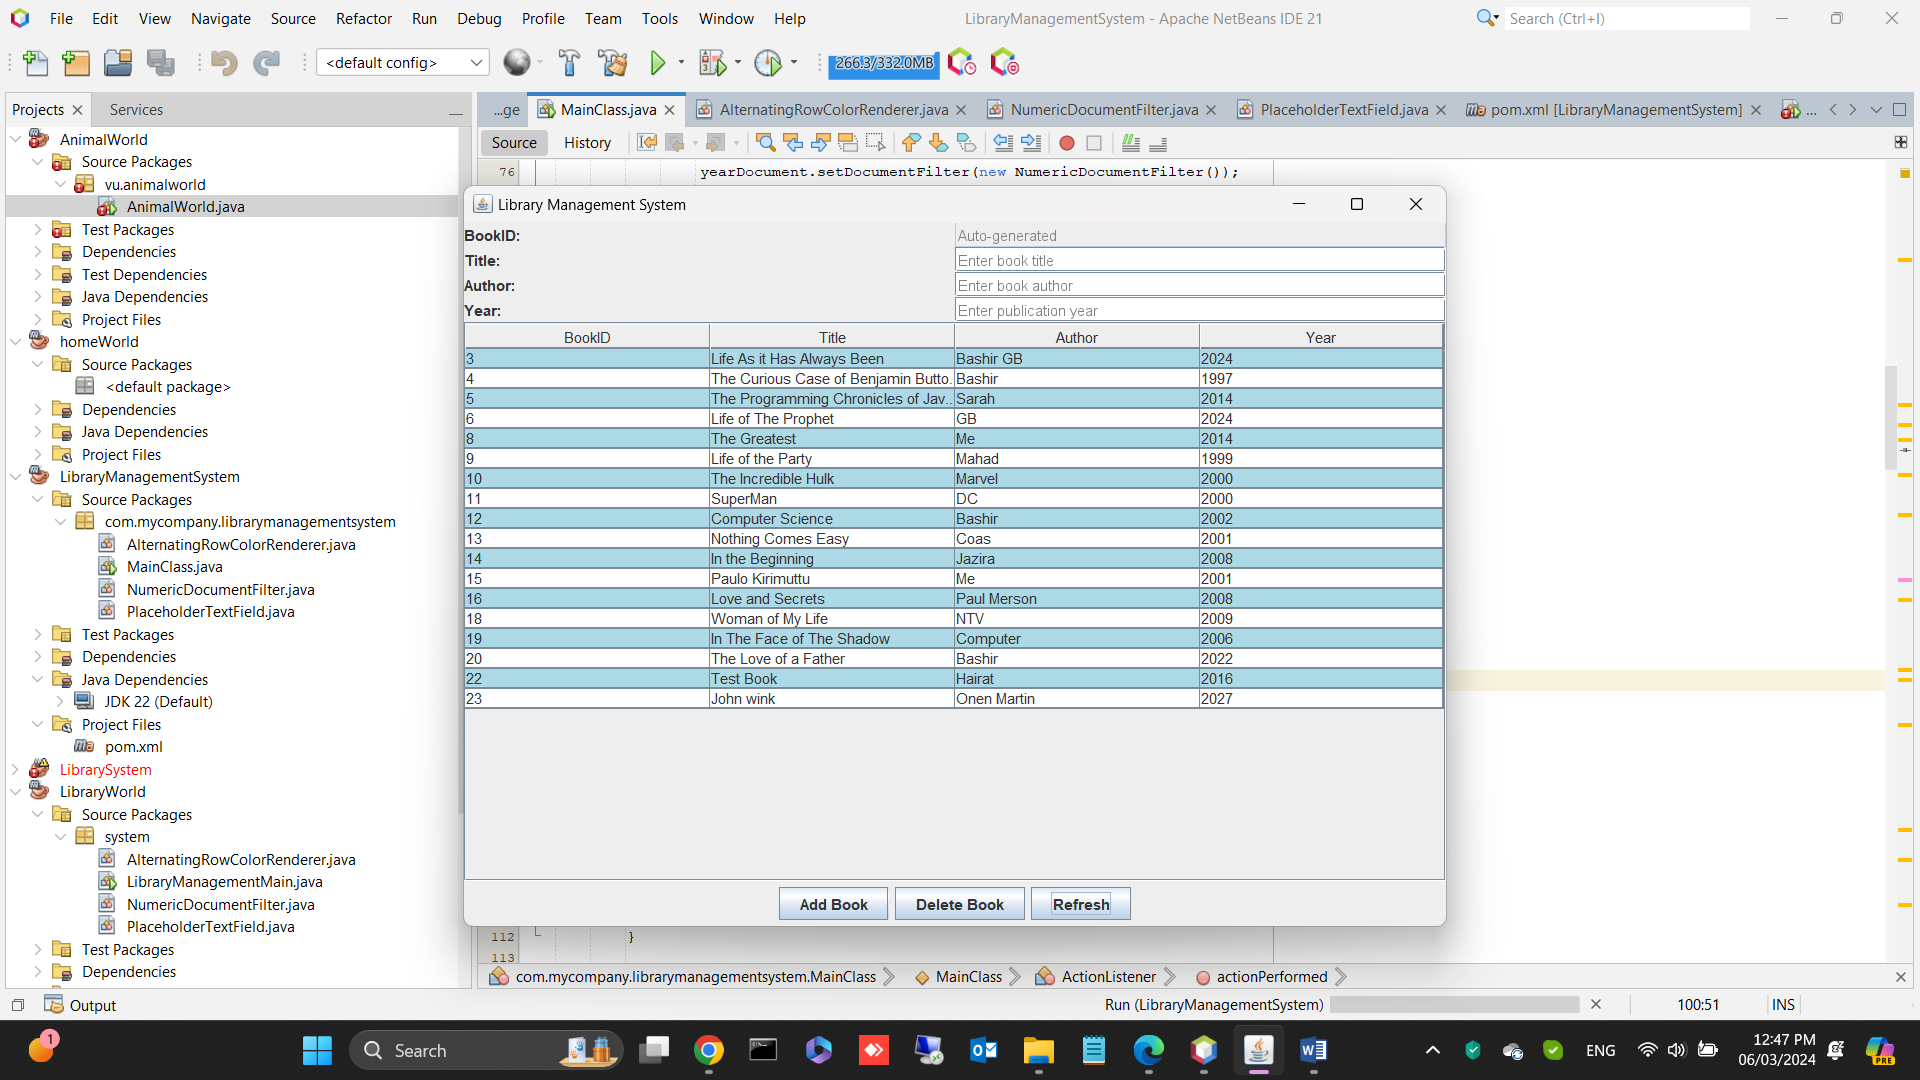 File Edit View Navigate Source Refactor Run Debug Profile Team Tools Window Help
LibraryManagementSystem - Apache NetBeans IDE 21
Search (Ctrl+I)
<default config>
266.3/332.0MB
Projects
Services
...ge
MainClass.java
AlternatingRowColorRenderer.java
NumericDocumentFilter.java
PlaceholderTextField.java
pom.xml [LibraryManagementSystem]
...
Source
History
AnimalWorld
Source Packages
vu.animalworld
AnimalWorld.java
Test Packages
Dependencies
Test Dependencies
Java Dependencies
Project Files
homeWorld
Source Packages
<default package>
Dependencies
Java Dependencies
Project Files
LibraryManagementSystem
Source Packages
com.mycompany.librarymanagementsystem
AlternatingRowColorRenderer.java
MainClass.java
NumericDocumentFilter.java
PlaceholderTextField.java
Test Packages
Dependencies
Java Dependencies
JDK 22 (Default)
Project Files
pom.xml
LibrarySystem
LibraryWorld
Source Packages
system
AlternatingRowColorRenderer.java
LibraryManagementMain.java
NumericDocumentFilter.java
PlaceholderTextField.java
Test Packages
Dependencies
76 yearDocument.setDocumentFilter(new NumericDocumentFilter());
Library Management System
BookID: Auto-generated
Title: Enter book title
Author: Enter book author
Year: Enter publication year
BookID Title Author Year
3 Life As it Has Always Been Bashir GB 2024
4 The Curious Case of Benjamin Butto. Bashir 1997
5 The Programming Chronicles of Jav... Sarah 2014
6 Life of The Prophet GB 2024
8 The Greatest Me 2014
9 Life of the Party Mahad 1999
10 The Incredible Hulk Marvel 2000
11 SuperMan DC 2000
12 Computer Science Bashir 2002
13 Nothing Comes Easy Coas 2001
14 In the Beginning Jazira 2008
15 Paulo Kirimuttu Me 2001
16 Love and Secrets Paul Merson 2008
18 Woman of My Life NTV 2009
19 In The Face of The Shadow Computer 2006
20 The Love of a Father Bashir 2022
22 Test Book Hairat 2016
23 John wink Onen Martin 2027
Add Book Delete Book Refresh
112 }
113
com.mycompany.librarymanagementsystem.MainClass MainClass ActionListener actionPerformed
Output
Run (LibraryManagementSystem)
100:51
INS
1
Search
ENG
12:47 PM
06/03/2024
PRE